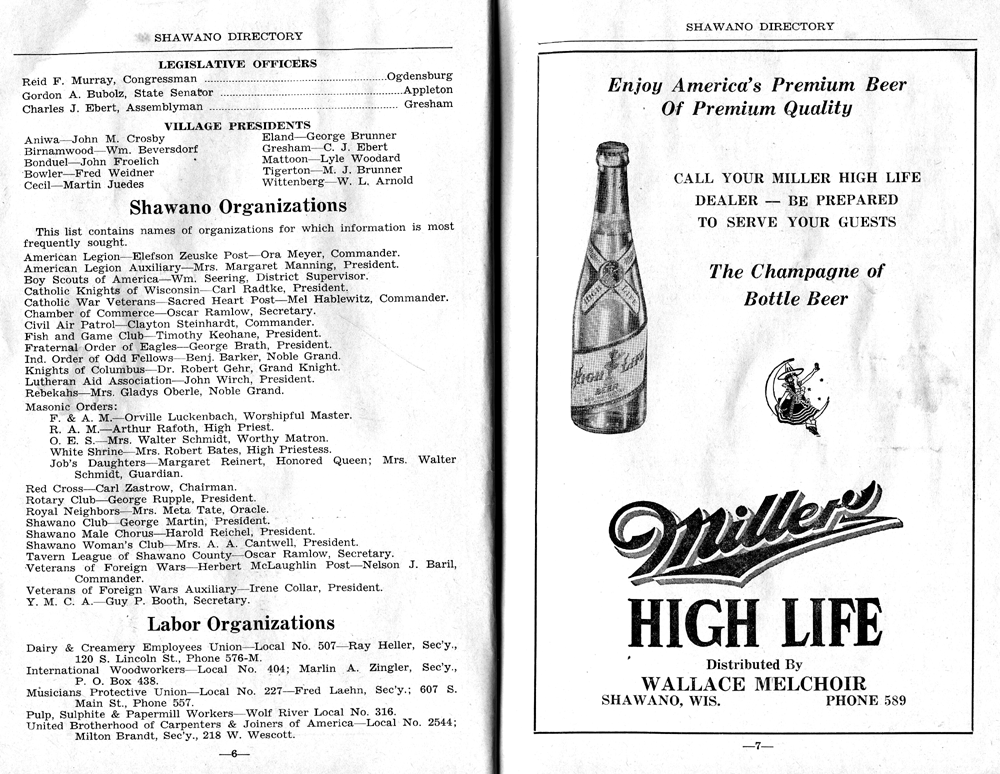 SHAWANO DIRECTORY
LEGISLATIVE OFFICERS
Reid F. Murray, Congressman ........ Ogdensburg
Gordon A. Bubolz, State Senator ........ Appleton
Charles J. Ebert, Assemblyman ........ Gresham
VILLAGE PRESIDENTS
Aniwa—John M. Crosby
Birnamwood—Wm. Beversdorf
Bonduel—John Froelich
Bowler—Fred Weidner
Cecil—Martin Juedes
Eland—George Brunner
Gresham—C. J. Ebert
Mattoon—Lyle Woodard
Tigerton—M. J. Brunner
Wittenberg—W. L. Arnold
Shawano Organizations
This list contains names of organizations for which information is most
frequently sought.
American Legion—Elefson Zeuske Post—Ora Meyer, Commander.
American Legion Auxiliary—Mrs. Margaret Manning, President.
Boy Scouts of America—Wm. Seering, District Supervisor.
Catholic Knights of Wisconsin—Carl Radtke, President.
Catholic War Veterans—Sacred Heart Post—Mel Hablewitz, Commander.
Chamber of Commerce—Oscar Ramlow, Secretary.
Civil Air Patrol—Clayton Steinhardt, Commander.
Fish and Game Club—Timothy Keohane, President.
Fraternal Order of Eagles—George Brath, President.
Ind. Order of Odd Fellows—Benj. Barker, Noble Grand.
Knights of Columbus—Dr. Robert Gehr, Grand Knight.
Lutheran Aid Association—John Wirch, President.
Rebekahs—Mrs. Gladys Oberle, Noble Grand.
Masonic Orders:
F. & A. M.—Orville Luckenbach, Worshipful Master.
R. A. M.—Arthur Rafoth, High Priest.
O. E. S.—Mrs. Walter Schmidt, Worthy Matron.
White Shrine—Mrs. Robert Bates, High Priestess.
Job's Daughters—Margaret Reinert, Honored Queen; Mrs. Walter
Schmidt, Guardian.
Red Cross—Carl Zastrow, Chairman.
Rotary Club—George Rupple, President.
Royal Neighbors—Mrs. Meta Tate, Oracle.
Shawano Club—George Martin, President.
Shawano Male Chorus—Harold Reichel, President.
Shawano Woman's Club—Mrs. A. A. Cantwell, President.
Tavern League of Shawano County—Oscar Ramlow, Secretary.
Veterans of Foreign Wars—Herbert McLaughlin Post—Nelson J. Baril,
Commander.
Veterans of Foreign Wars Auxiliary—Irene Collar, President.
Y. M. C. A.—Guy P. Booth, Secretary.
Labor Organizations
Dairy & Creamery Employees Union—Local No. 507—Ray Heller, Sec'y.,
120 S. Lincoln St., Phone 576-M.
International Woodworkers—Local No. 404; Marlin A. Zingler, Sec'y.,
P. O. Box 438.
Musicians Protective Union—Local No. 227—Fred Laehn, Sec'y.; 607 S.
Main St., Phone 557.
Pulp, Sulphite & Papermill Workers—Wolf River Local No. 316.
United Brotherhood of Carpenters & Joiners of America—Local No. 2544;
Milton Brandt, Sec'y., 218 W. Wescott.
—6—
SHAWANO DIRECTORY
Enjoy America's Premium Beer
Of Premium Quality
CALL YOUR MILLER HIGH LIFE
DEALER — BE PREPARED
TO SERVE YOUR GUESTS
The Champagne of
Bottle Beer
HIGH LIFE
High Life
BEER
Miller
HIGH LIFE
Distributed By
WALLACE MELCHOIR
SHAWANO, WIS. PHONE 589
—7—